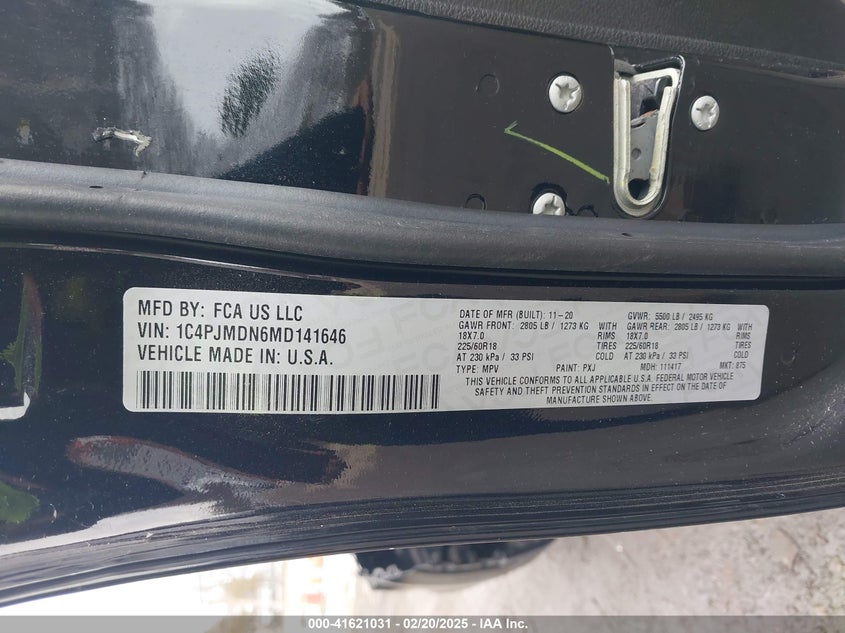 MFD BY: FCA US LLC
VIN: 1C4PJMDN6MD141646
VEHICLE MADE IN: U.S.A.
DATE OF MFR (BUILT): 11-20 GVWR: 5500 LB / 2495 KG
GAWR FRONT: 2805 LB / 1273 KG GAWR REAR: 2805 LB / 1273 KG
18X7.0 RIMS 18X7.0 RIMS
225/60R18 TIRES 225/60R18 TIRES
AT 230 kPa / 33 PSI COLD AT 230 kPa / 33 PSI COLD
TYPE: MPV PAINT: PXJ MDH: 111417 MKT: 875
THIS VEHICLE CONFORMS TO ALL APPLICABLE U.S.A. FEDERAL MOTOR VEHICLE
SAFETY AND THEFT PREVENTION STANDARDS IN EFFECT ON THE DATE OF
MANUFACTURE SHOWN ABOVE.
000-41621031 - 02/20/2025 - IAA Inc.